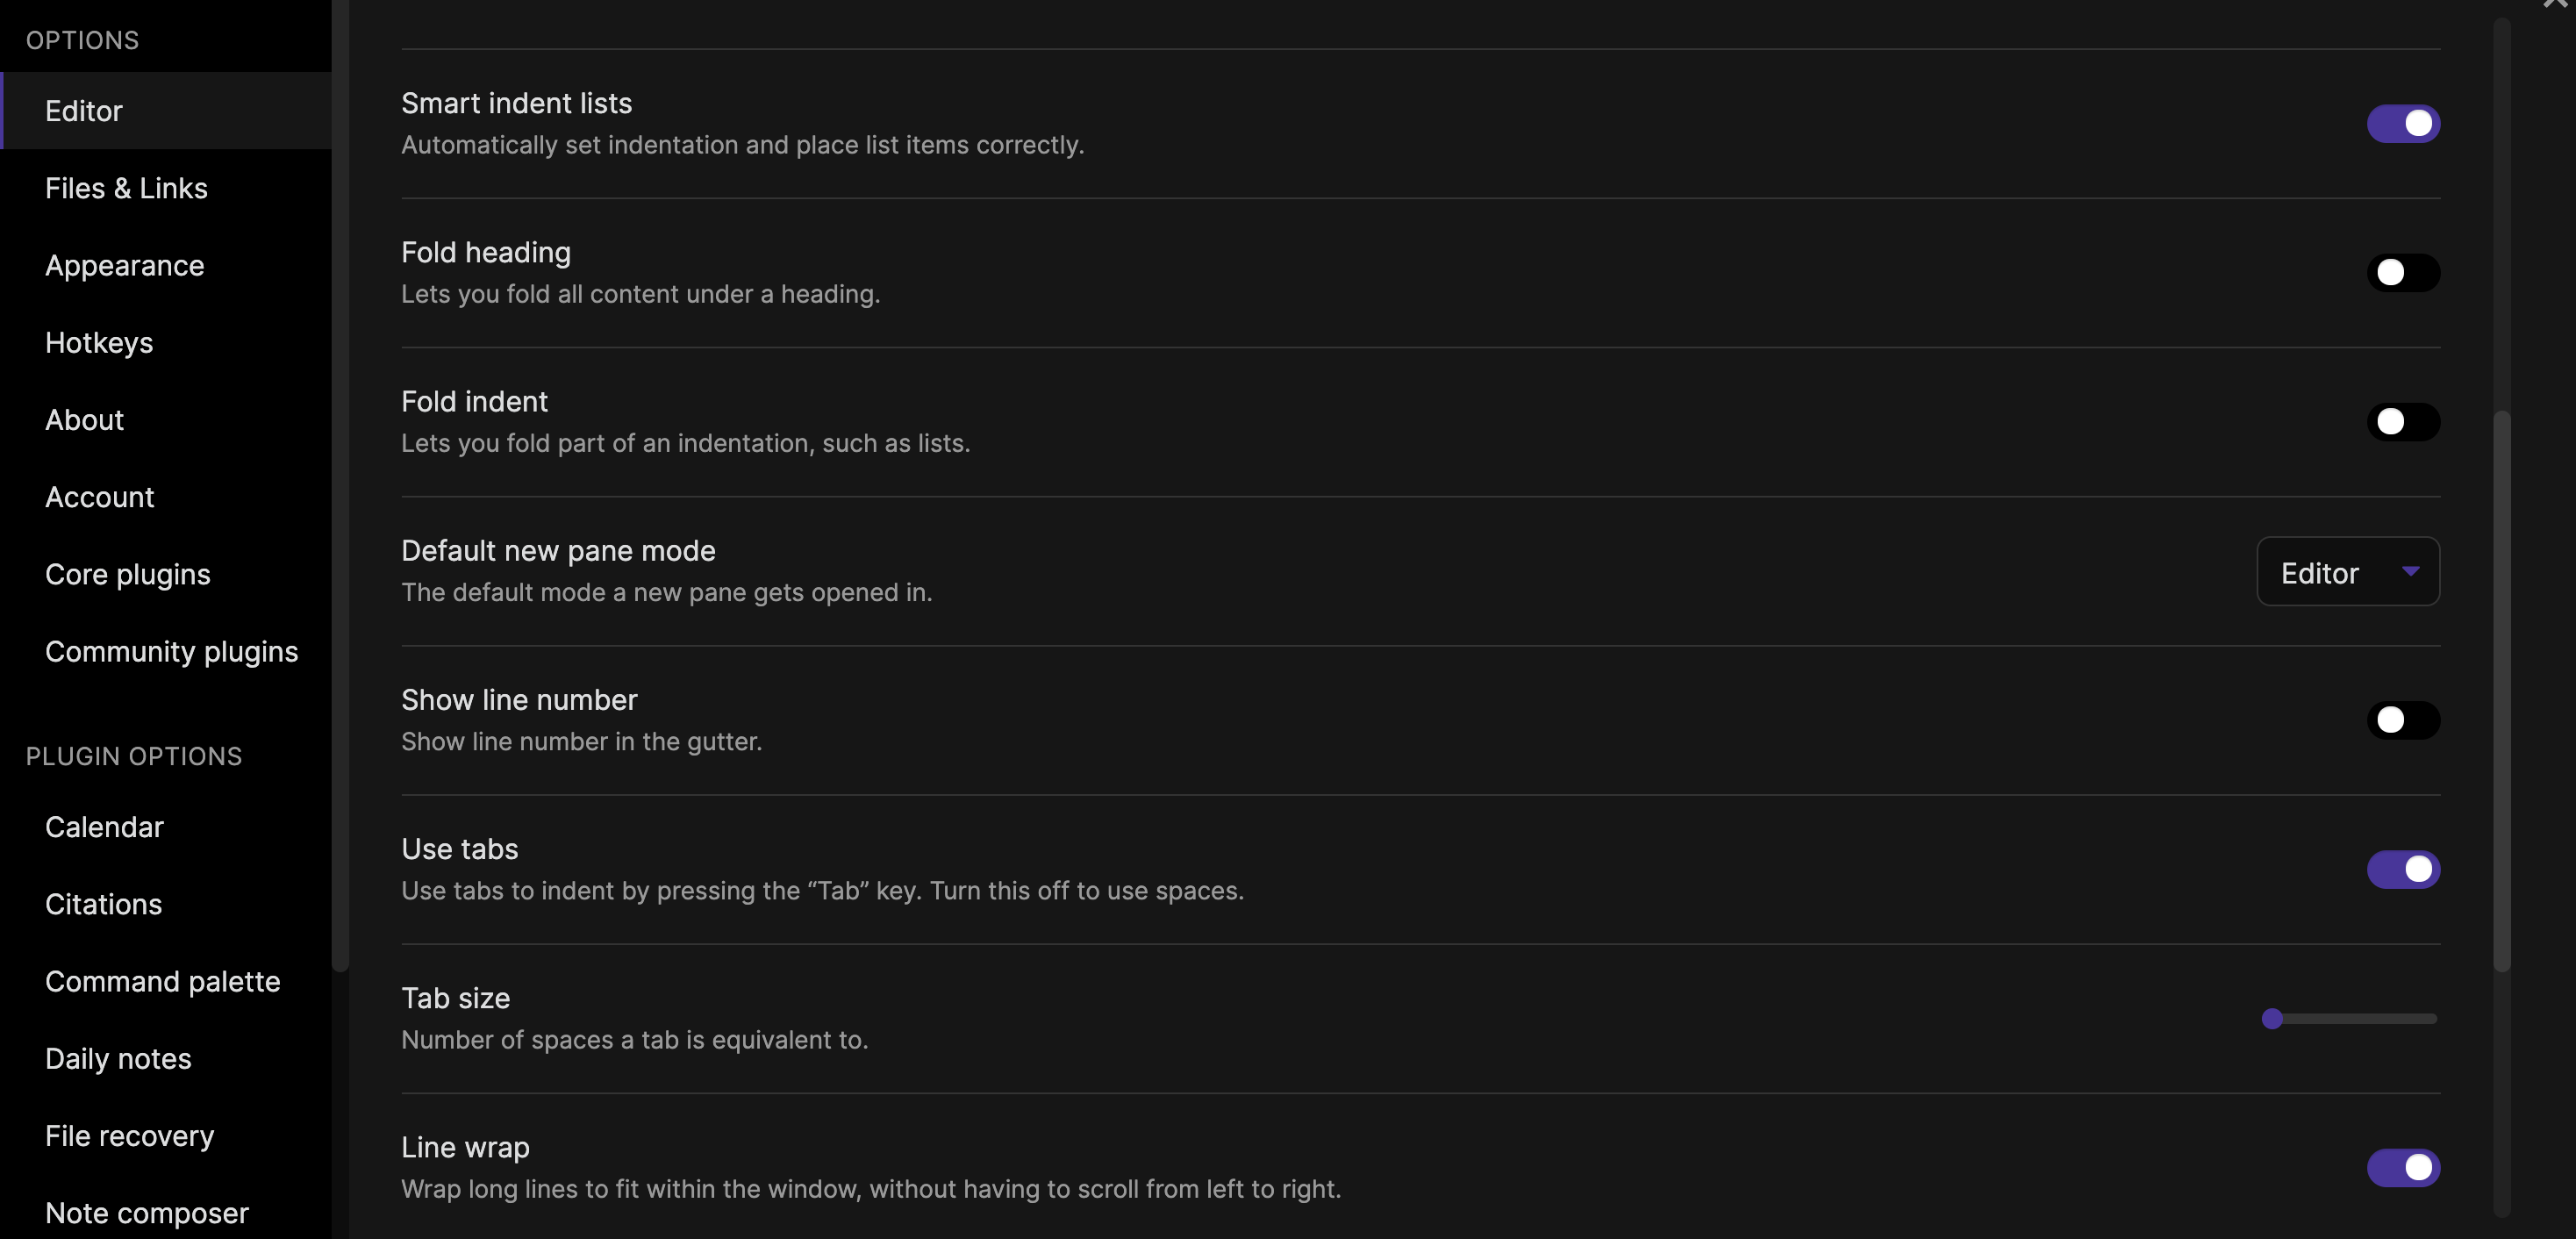 OPTIONS
Editor
Files & Links
Appearance
Hotkeys
About
Account
Core plugins
Community plugins
PLUGIN OPTIONS
Calendar
Citations
Command palette
Daily notes
File recovery
Note composer
Smart indent lists
Automatically set indentation and place list items correctly.
Fold heading
Lets you fold all content under a heading.
Fold indent
Lets you fold part of an indentation, such as lists.
Default new pane mode
The default mode a new pane gets opened in.
Editor
Show line number
Show line number in the gutter.
Use tabs
Use tabs to indent by pressing the “Tab” key. Turn this off to use spaces.
Tab size
Number of spaces a tab is equivalent to.
Line wrap
Wrap long lines to fit within the window, without having to scroll from left to right.